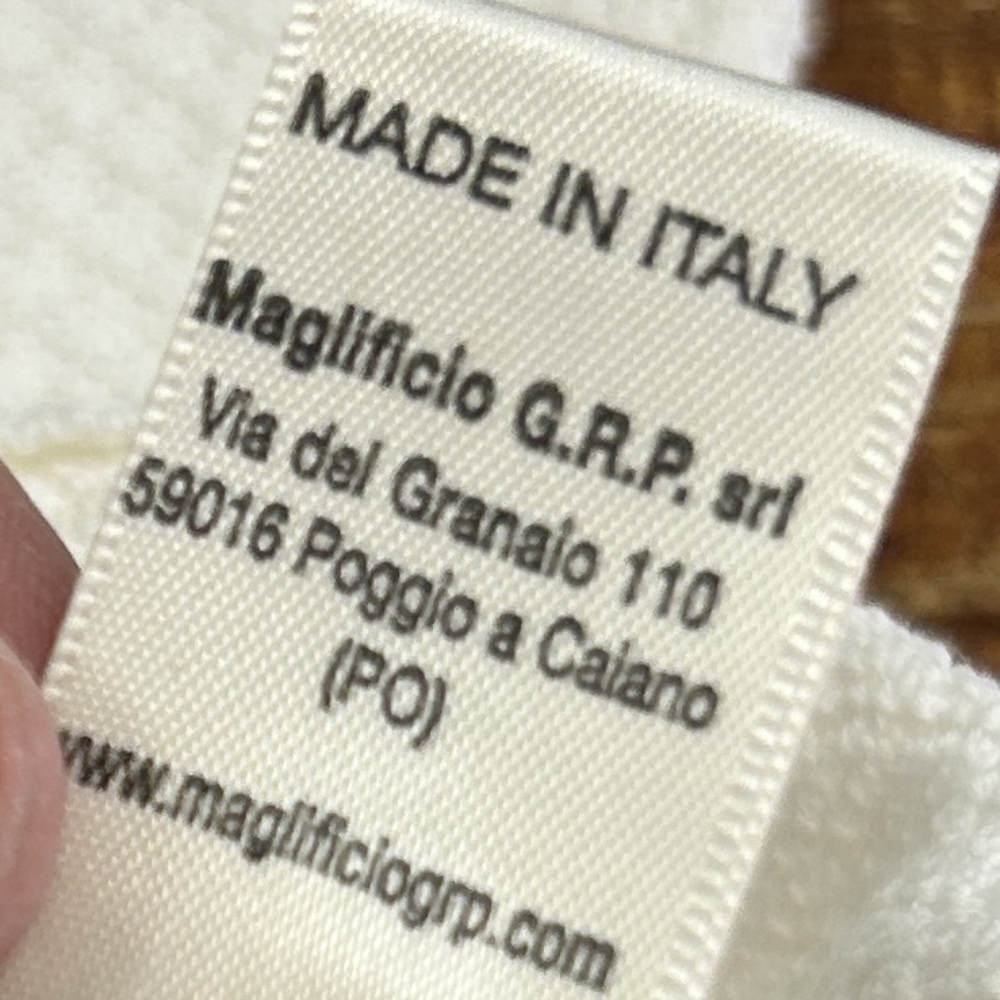 MADE IN ITALY
Maglificio G.R.P. srl
Via del Granaio 110
59016 Poggio a Caiano
(PO)
www.maglificiogrp.com